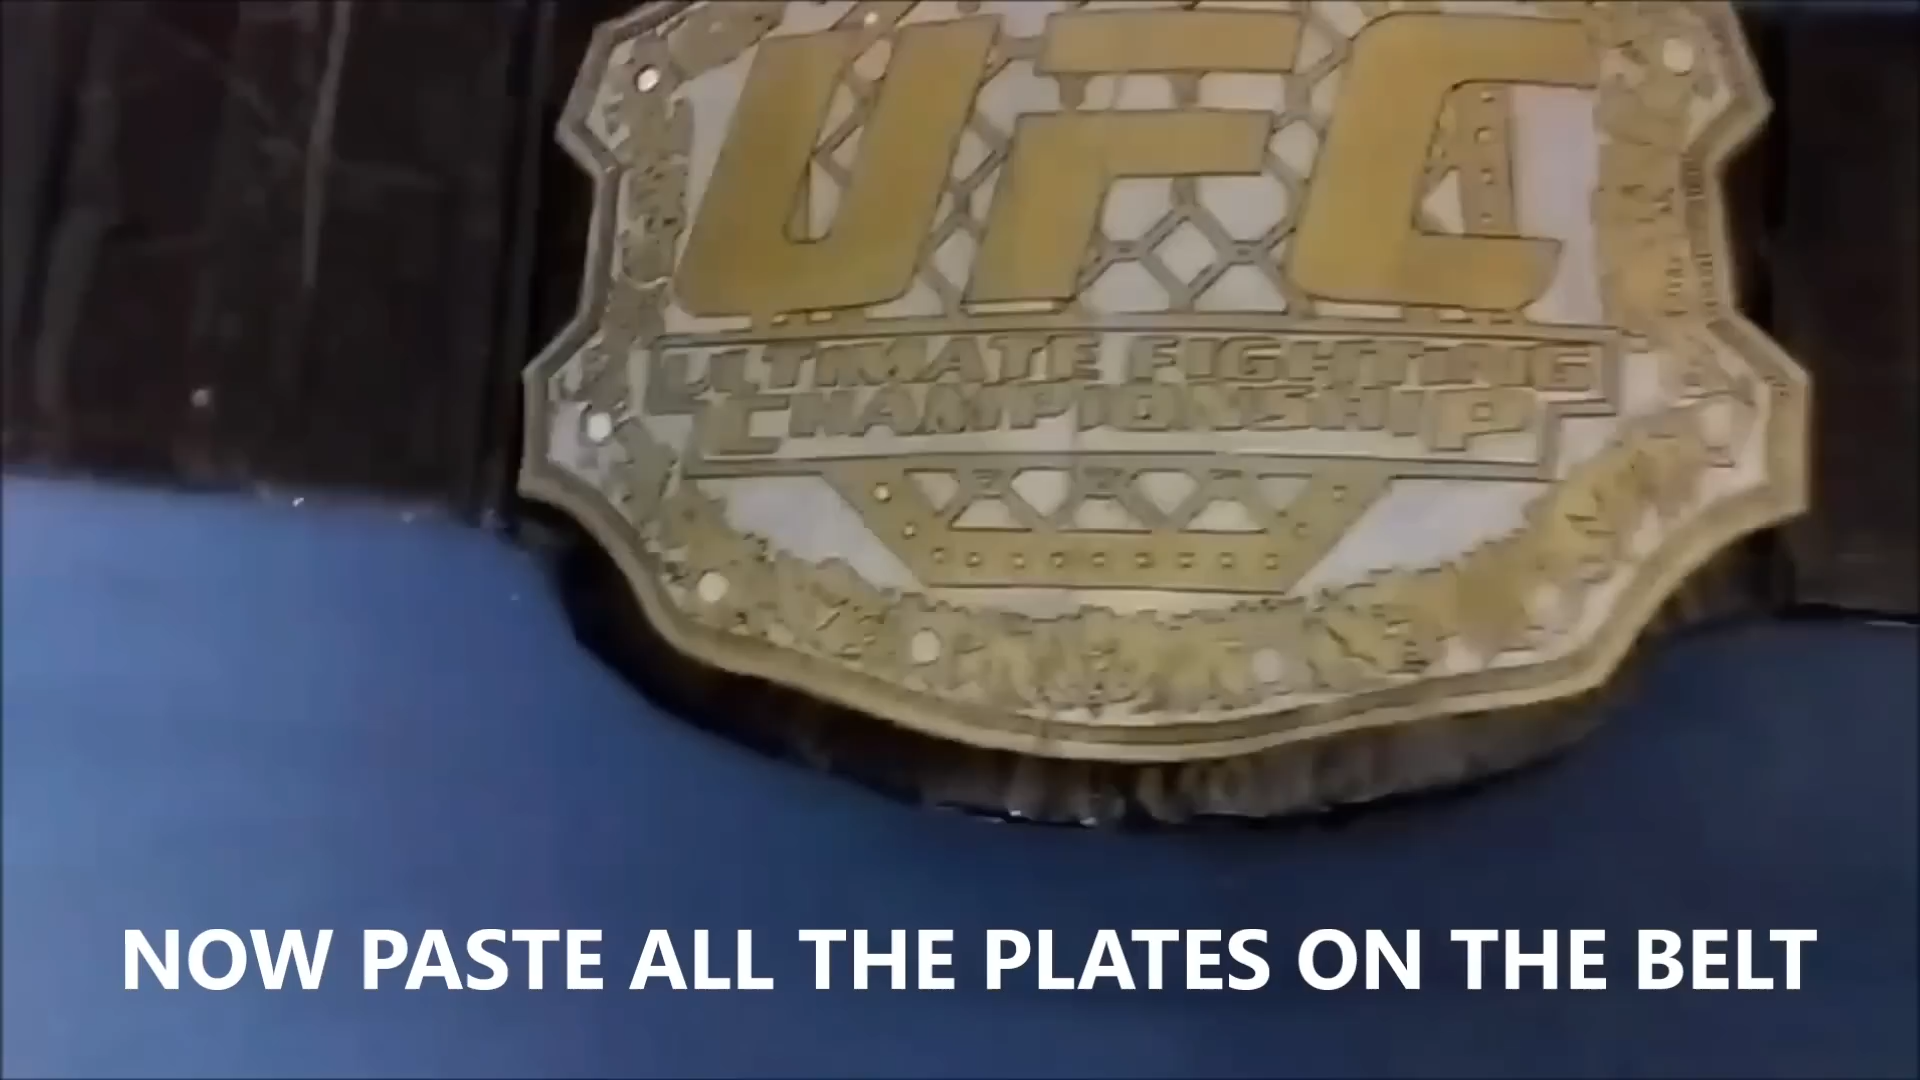 UFC
ULTIMATE FIGHTING
CHAMPIONSHIP
NOW PASTE ALL THE PLATES ON THE BELT